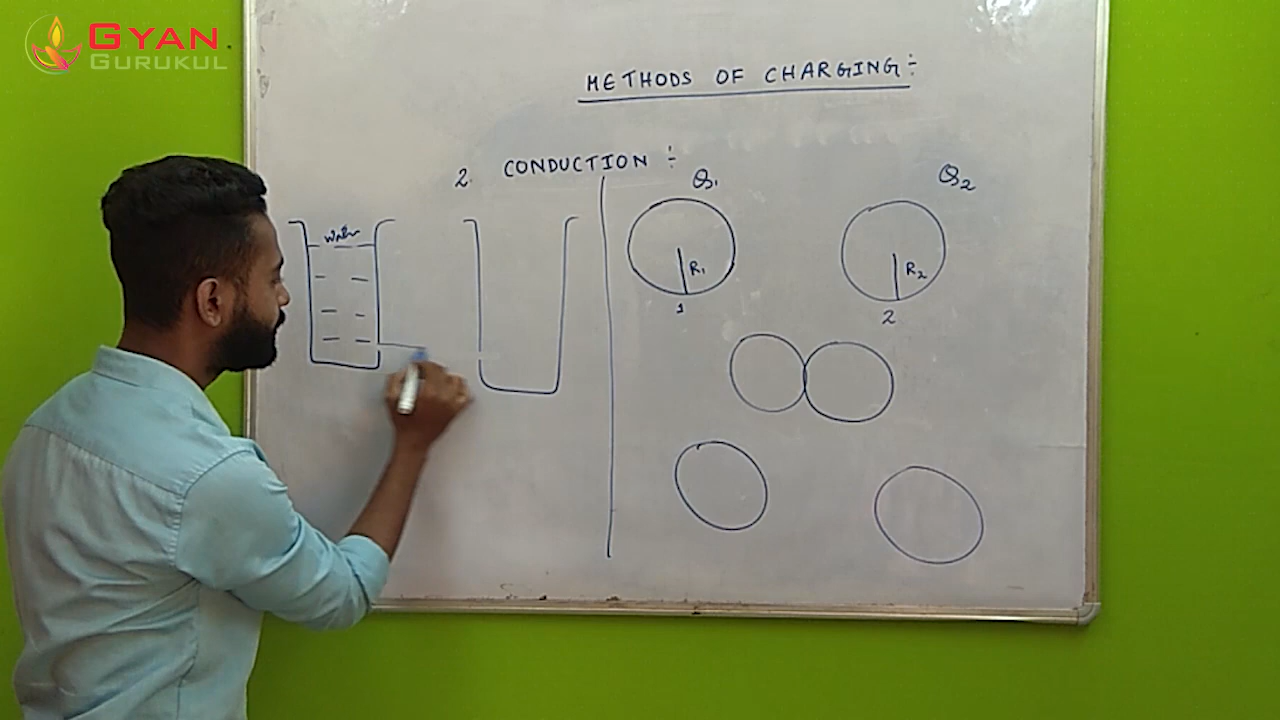 GYAN
GURUKUL
METHODS OF CHARGING:-
2. CONDUCTION :-
Q1
Q2
Water
R1
R2
1
2